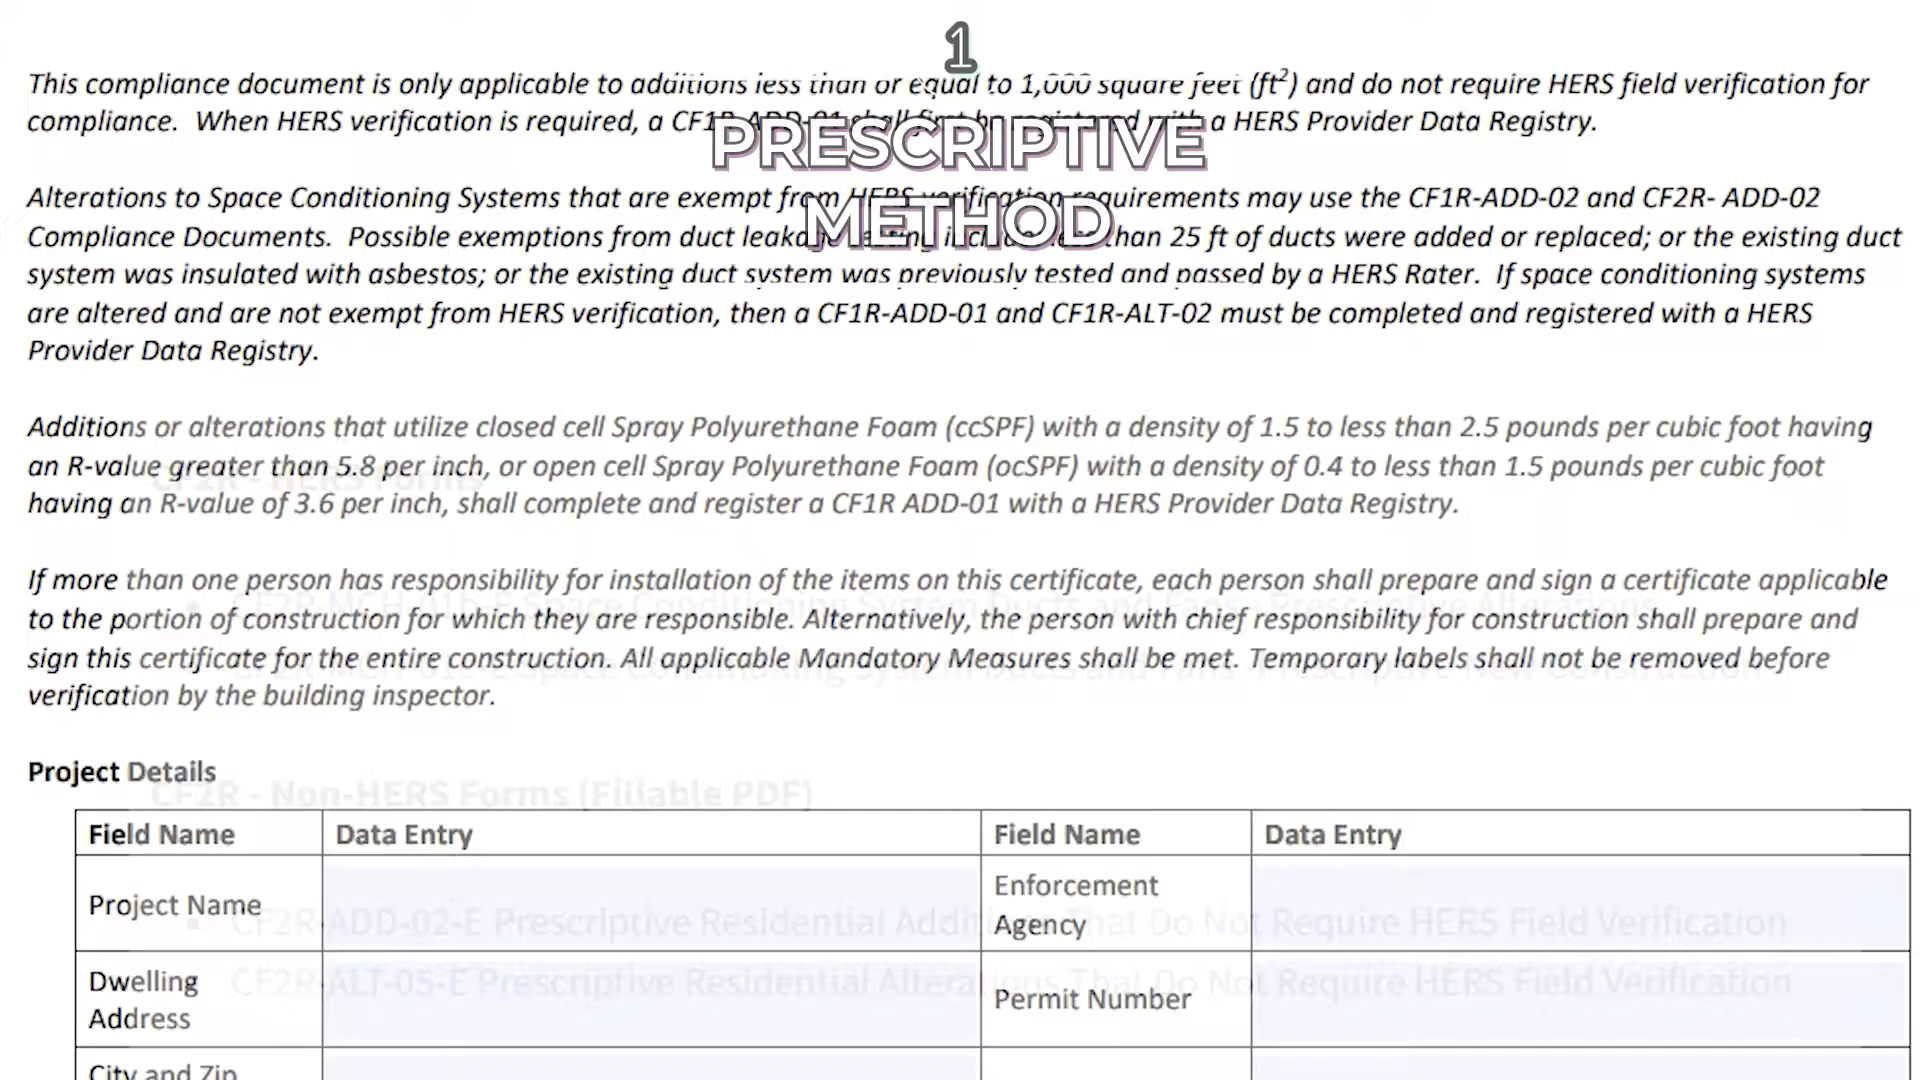 1
PRESCRIPTIVE
METHOD
This compliance document is only applicable to additions less than or equal to 1,000 square feet (ft²) and do not require HERS field verification for
compliance. When HERS verification is required, a CF1R-ADD-01 shall first be registered with a HERS Provider Data Registry.
Alterations to Space Conditioning Systems that are exempt from HERS verification requirements may use the CF1R-ADD-02 and CF2R- ADD-02
Compliance Documents. Possible exemptions from duct leakage testing include less than 25 ft of ducts were added or replaced; or the existing duct
system was insulated with asbestos; or the existing duct system was previously tested and passed by a HERS Rater. If space conditioning systems
are altered and are not exempt from HERS verification, then a CF1R-ADD-01 and CF1R-ALT-02 must be completed and registered with a HERS
Provider Data Registry.
Additions or alterations that utilize closed cell Spray Polyurethane Foam (ccSPF) with a density of 1.5 to less than 2.5 pounds per cubic foot having
an R-value greater than 5.8 per inch, or open cell Spray Polyurethane Foam (ocSPF) with a density of 0.4 to less than 1.5 pounds per cubic foot
having an R-value of 3.6 per inch, shall complete and register a CF1R ADD-01 with a HERS Provider Data Registry.
CF2R - HERS Forms
If more than one person has responsibility for installation of the items on this certificate, each person shall prepare and sign a certificate applicable
to the portion of construction for which they are responsible. Alternatively, the person with chief responsibility for construction shall prepare and
sign this certificate for the entire construction. All applicable Mandatory Measures shall be met. Temporary labels shall not be removed before
verification by the building inspector.
CF2R-MCH-01b-E Space Conditioning System Ducts and Fans - Prescriptive Alterations
Project Details
CF2R - Non-HERS Forms (Fillable PDF)
Field Name Data Entry Field Name Data Entry
Project Name Enforcement
Agency
CF2R-ADD-02-E Prescriptive Residential Additions That Do Not Require HERS Field Verification
Dwelling
Address Permit Number
CF2R-ALT-05-E Prescriptive Residential Alterations That Do Not Require HERS Field Verification
City and Zip